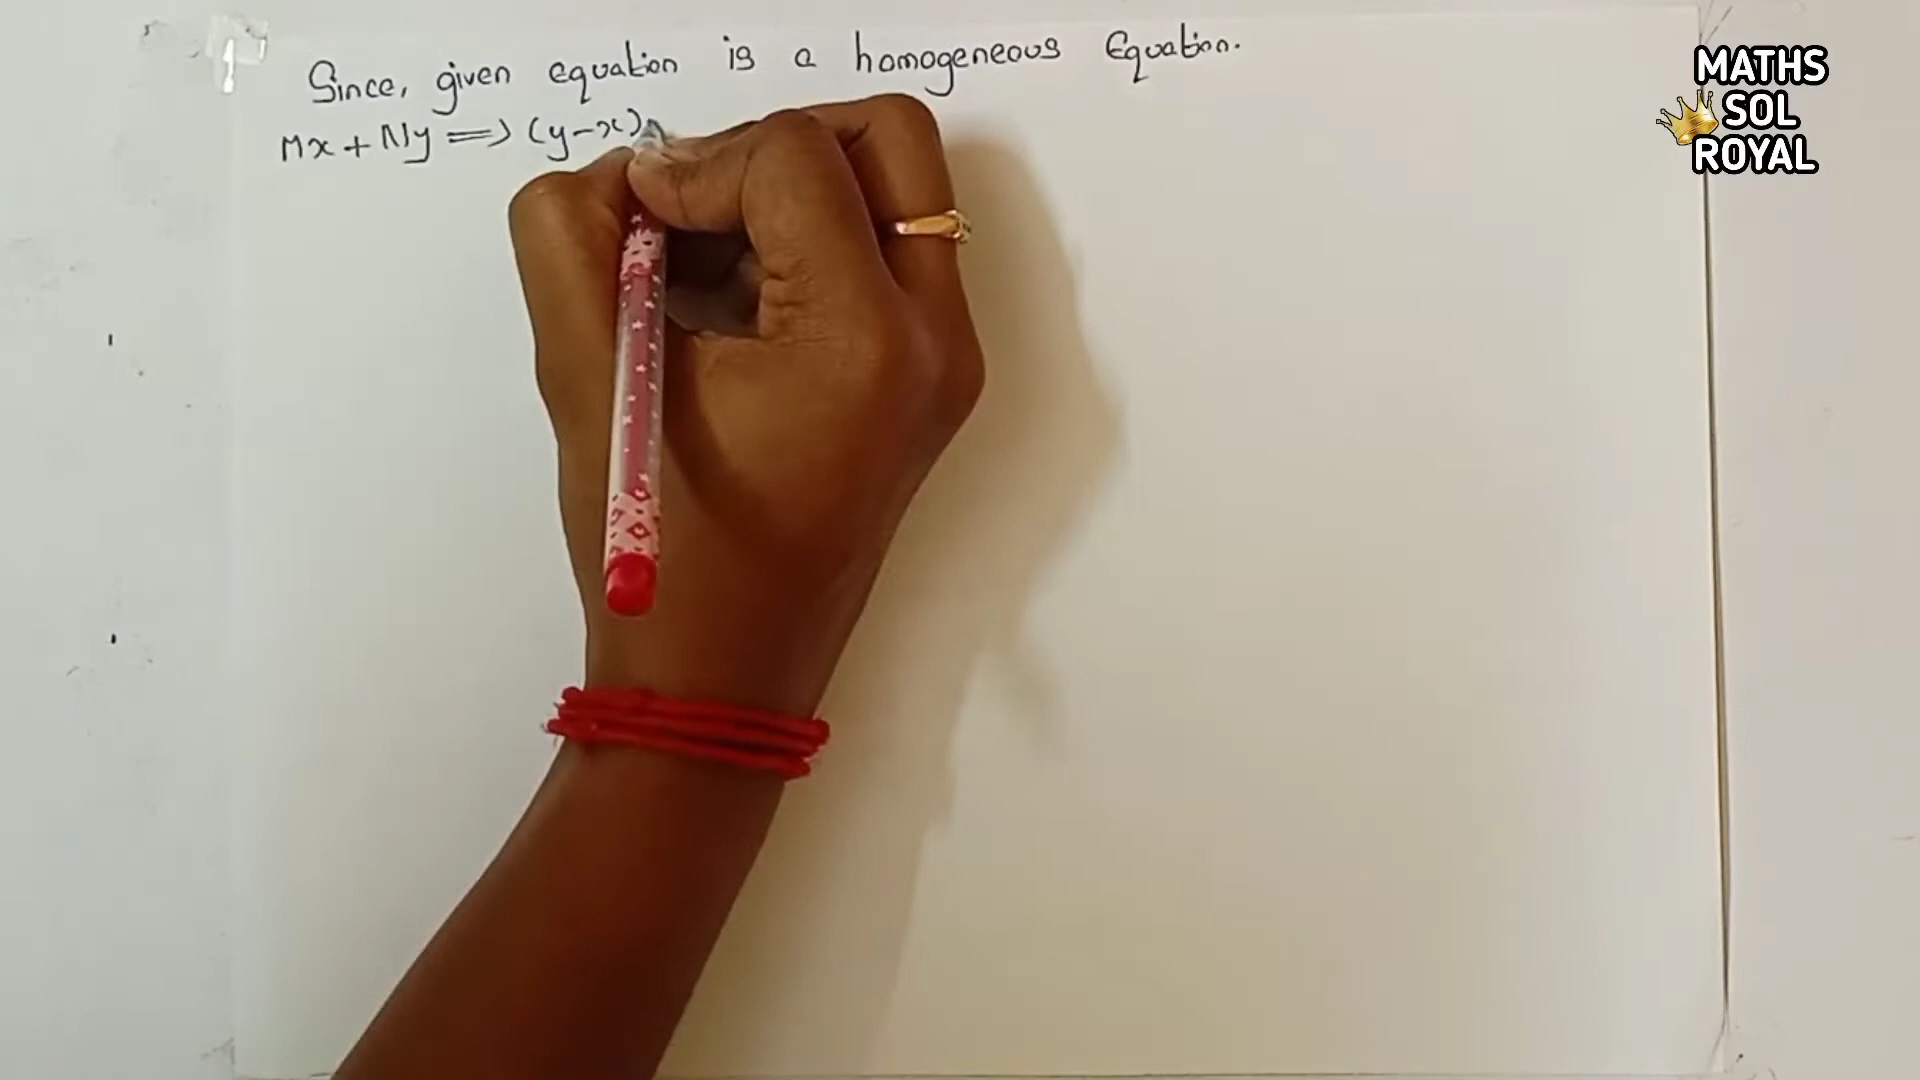 Since, given equation is a homogeneous Equation.
Mx + Ny => (y-x)
MATHS
SOL
ROYAL